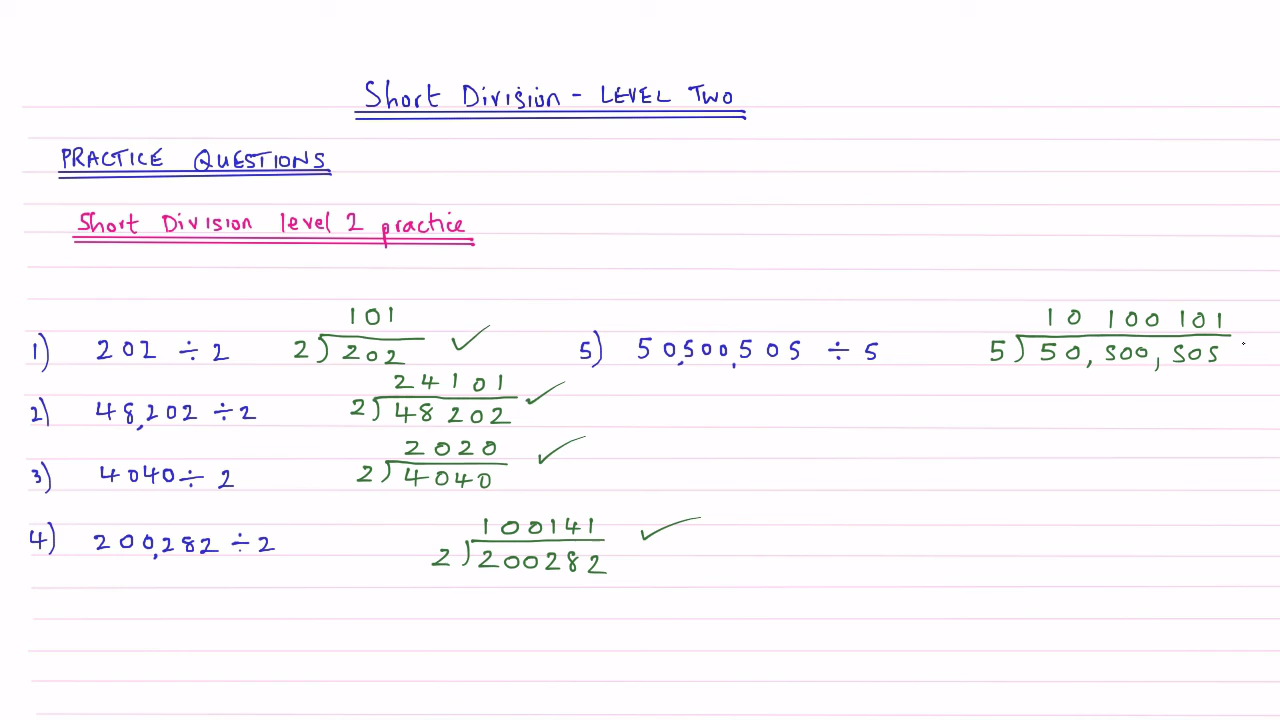 Short Division - LEVEL TWO
PRACTICE QUESTIONS
Short Division level 2 practice
1) 202 ÷ 2
101
2)202 ✓
2) 48,202 ÷ 2
24101
2)48202 ✓
3) 4040 ÷ 2
2020
2)4040 ✓
4) 200,282 ÷ 2
100141
2)200282 ✓
5) 50,500,505 ÷ 5
10 100 101
5)50,500,505